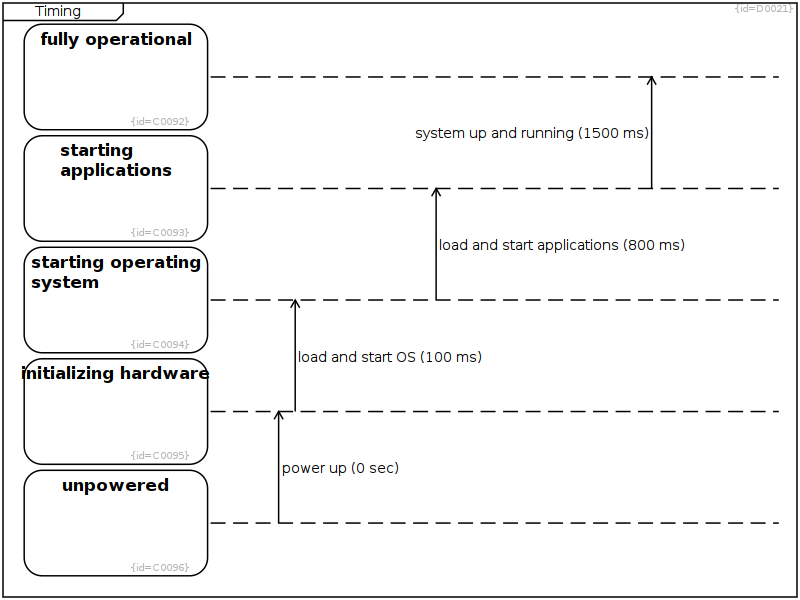 Timing
{id=D0021}
fully operational
{id=C0092}
system up and running (1500 ms)
starting
applications
{id=C0093}
load and start applications (800 ms)
starting operating
system
{id=C0094}
load and start OS (100 ms)
initializing hardware
{id=C0095}
power up (0 sec)
unpowered
{id=C0096}